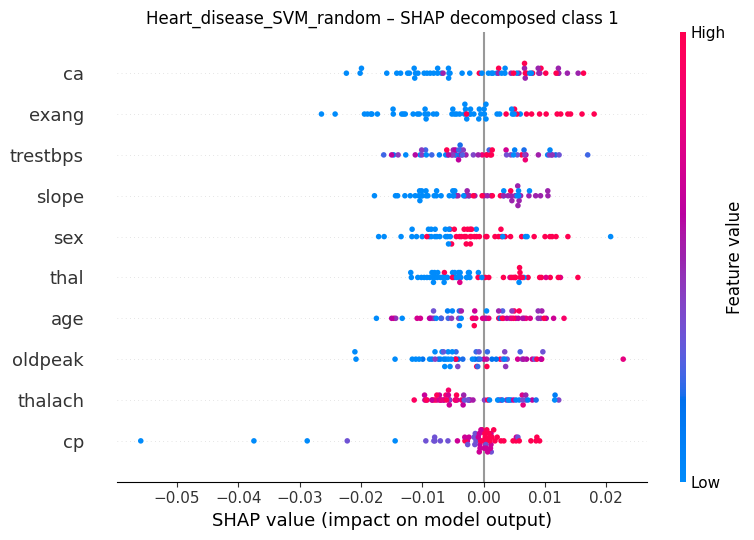 Heart_disease_SVM_random – SHAP decomposed class 1
High
ca
exang
trestbps
slope
sex
thal
age
oldpeak
thalach
cp
Feature value
Low
−0.05 −0.04 −0.03 −0.02 −0.01 0.00 0.01 0.02
SHAP value (impact on model output)